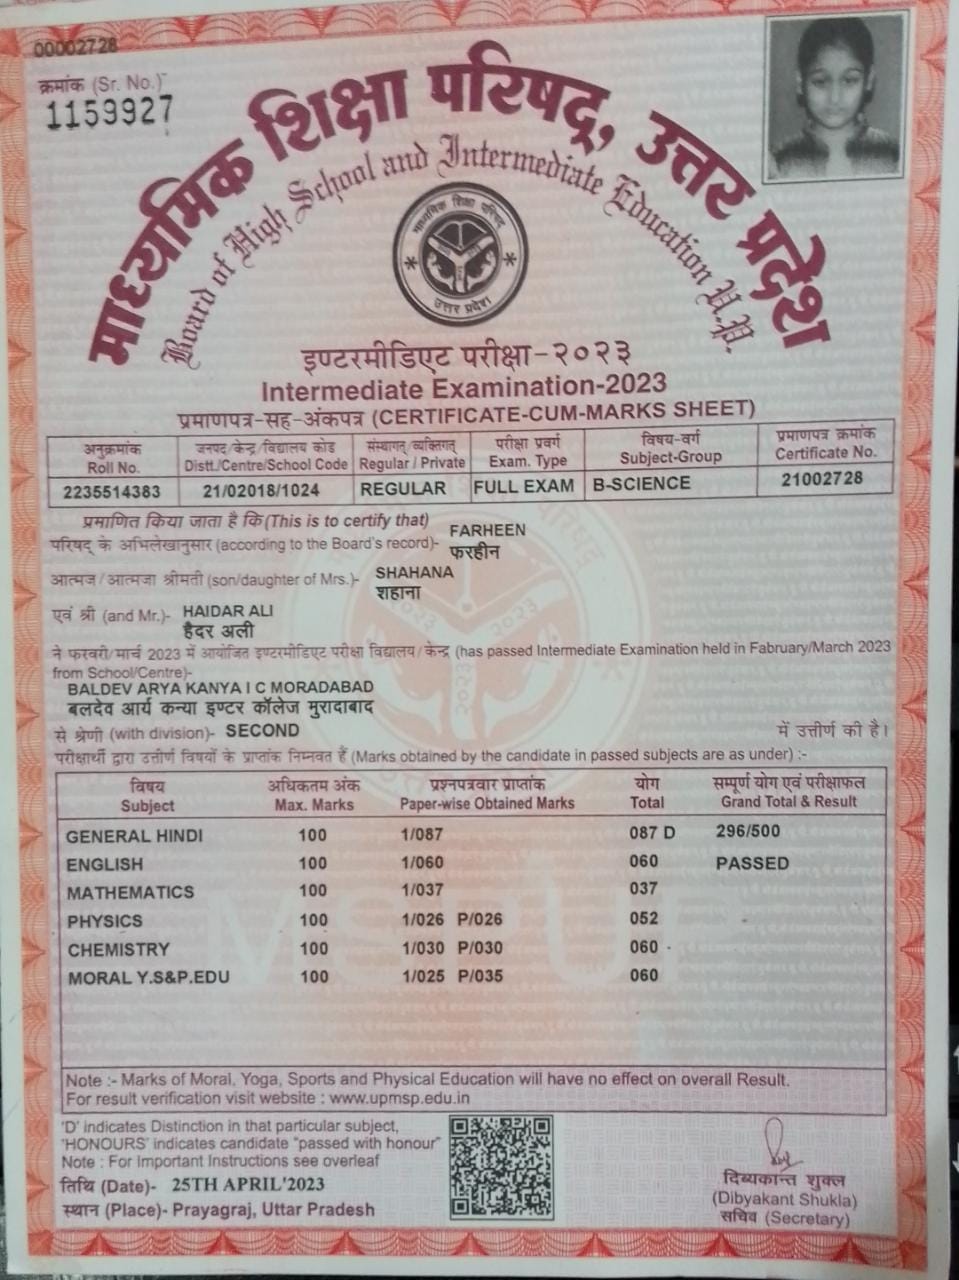 00002728
क्रमांक (Sr. No.)
1159927
माध्यमिक शिक्षा परिषद्, उत्तर प्रदेश
Board of High School and Intermediate Education U.P.
माध्यमिक शिक्षा परिषद्
उत्तर प्रदेश
इण्टरमीडिएट परीक्षा-२०२३
Intermediate Examination-2023
प्रमाणपत्र-सह-अंकपत्र (CERTIFICATE-CUM-MARKS SHEET)
अनुक्रमांक जनपद/केन्द्र/विद्यालय कोड संस्थागत/व्यक्तिगत् परीक्षा प्रवर्ग विषय-वर्ग प्रमाणपत्र क्रमांक
Roll No. Distt./Centre/School Code Regular / Private Exam. Type Subject-Group Certificate No.
2235514383 21/02018/1024 REGULAR FULL EXAM B-SCIENCE 21002728
प्रमाणित किया जाता है कि(This is to certify that)
परिषद् के अभिलेखानुसार (according to the Board's record)- FARHEEN
फरहीन
आत्मज/आत्मजा श्रीमती (son/daughter of Mrs.)- SHAHANA
शहाना
एवं श्री (and Mr.)- HAIDAR ALI
हैदर अली
ने फरवरी/मार्च 2023 में आयोजित इण्टरमीडिएट परीक्षा विद्यालय/केन्द्र (has passed Intermediate Examination held in Fabruary/March 2023
from School/Centre)-
BALDEV ARYA KANYA I C MORADABAD
बलदेव आर्य कन्या इण्टर कॉलेज मुरादाबाद
से श्रेणी (with division)- SECOND में उत्तीर्ण की है।
परीक्षार्थी द्वारा उत्तीर्ण विषयों के प्राप्तांक निम्नवत हैं (Marks obtained by the candidate in passed subjects are as under) :-
विषय अधिकतम अंक प्रश्नपत्रवार प्राप्तांक योग सम्पूर्ण योग एवं परीक्षाफल
Subject Max. Marks Paper-wise Obtained Marks Total Grand Total & Result
GENERAL HINDI 100 1/087 087 D 296/500
ENGLISH 100 1/060 060 PASSED
MATHEMATICS 100 1/037 037
PHYSICS 100 1/026 P/026 052
CHEMISTRY 100 1/030 P/030 060
MORAL Y.S&P.EDU 100 1/025 P/035 060
Note :- Marks of Moral, Yoga, Sports and Physical Education will have no effect on overall Result.
For result verification visit website : www.upmsp.edu.in
'D' indicates Distinction in that particular subject,
'HONOURS' indicates candidate "passed with honour"
Note : For Important Instructions see overleaf
तिथि (Date)- 25TH APRIL'2023
स्थान (Place)- Prayagraj, Uttar Pradesh
दिब्यकान्त शुक्ल
(Dibyakant Shukla)
सचिव (Secretary)